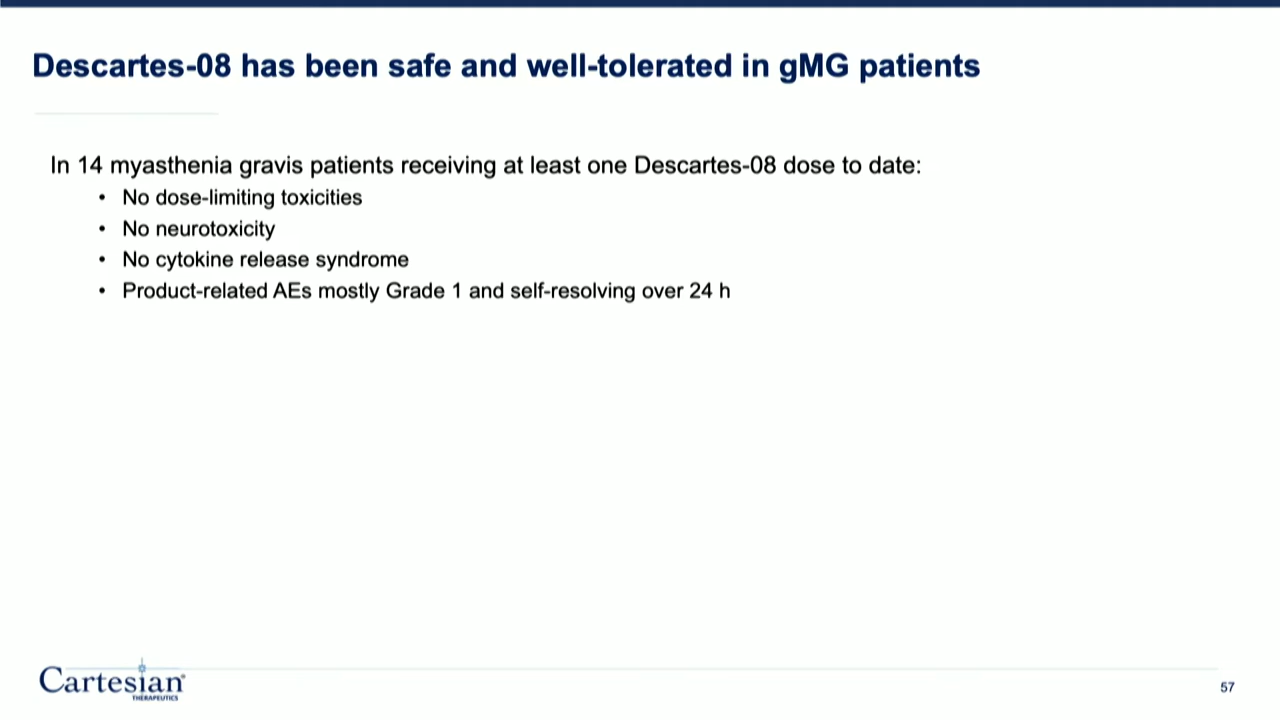 Descartes-08 has been safe and well-tolerated in gMG patients
In 14 myasthenia gravis patients receiving at least one Descartes-08 dose to date:
• No dose-limiting toxicities
• No neurotoxicity
• No cytokine release syndrome
• Product-related AEs mostly Grade 1 and self-resolving over 24 h
Cartesian
THERAPEUTICS
57